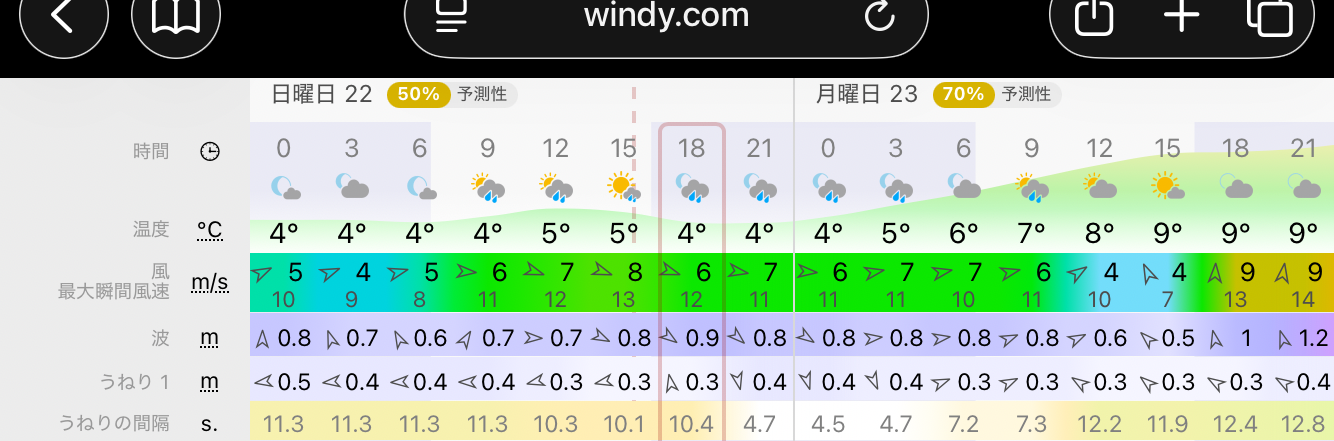 windy.com
日曜日 22 50% 予測性 月曜日 23 70% 予測性
時間 0 3 6 9 12 15 18 21 0 3 6 9 12 15 18 21
温度 °C 4° 4° 4° 4° 5° 5° 4° 4° 4° 5° 6° 7° 8° 9° 9° 9°
風 m/s 5 4 5 6 7 8 6 7 6 7 7 6 4 4 9 9
最大瞬間風速 10 9 8 11 12 13 12 11 11 11 10 11 10 7 13 14
波 m 0.8 0.7 0.6 0.7 0.7 0.8 0.9 0.8 0.8 0.8 0.8 0.8 0.6 0.5 1 1.2
うねり 1 m 0.5 0.4 0.4 0.4 0.3 0.3 0.3 0.4 0.4 0.4 0.3 0.3 0.3 0.3 0.3 0.4
うねりの間隔 s. 11.3 11.3 11.3 11.3 10.3 10.1 10.4 4.7 4.5 4.7 7.2 7.3 12.2 11.9 12.4 12.8